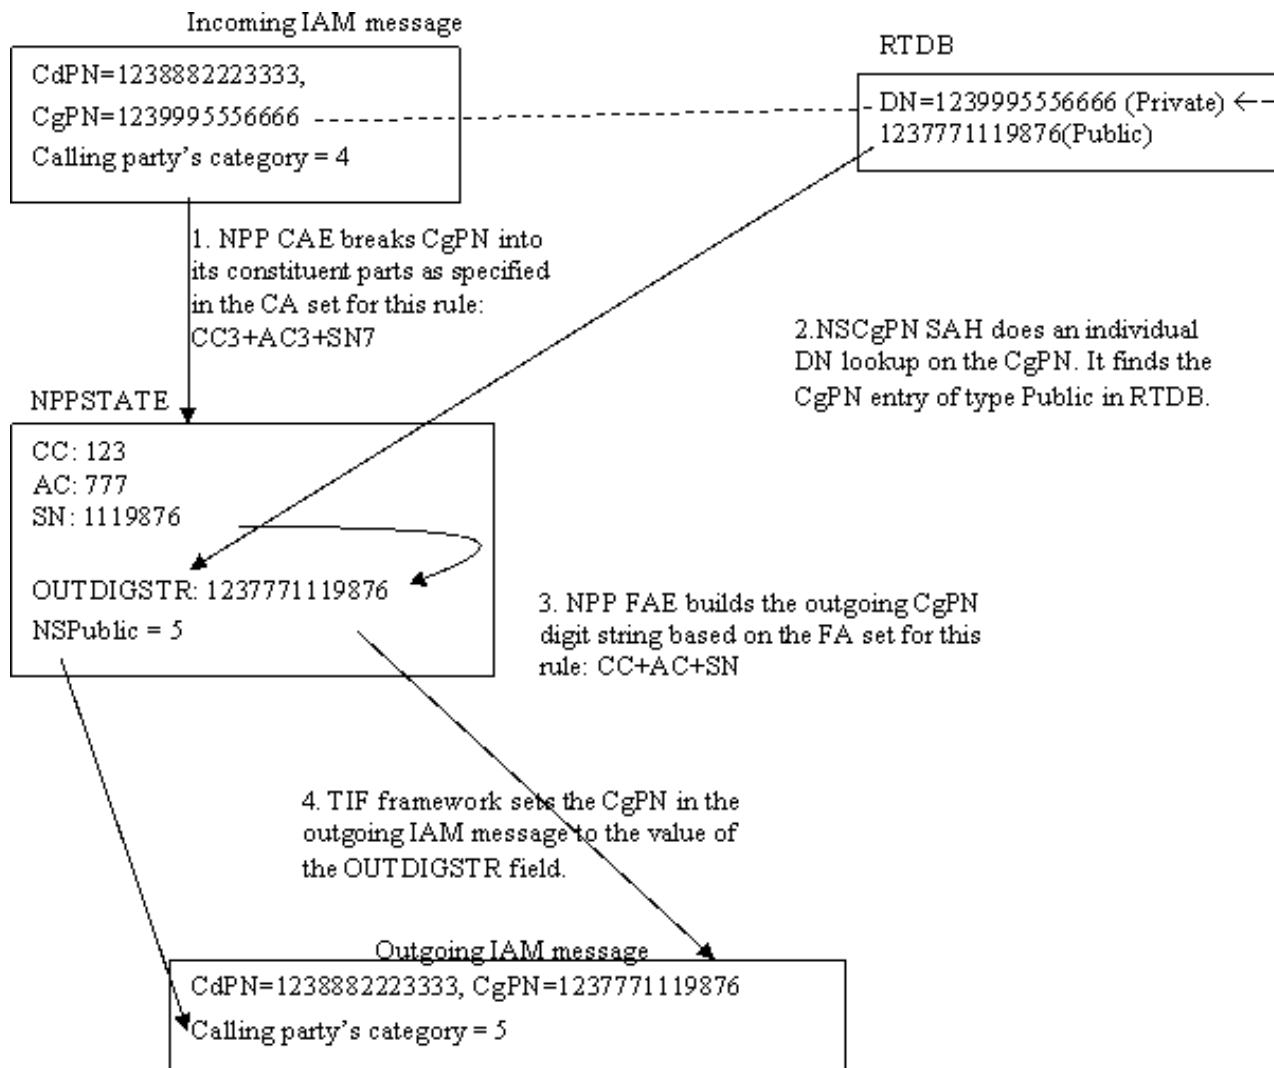 Incoming IAM message
CdPN=1238882223333,
CgPN=1239995556666
Calling party's category = 4
RTDB
DN=1239995556666 (Private)
1237771119876(Public)
1. NPP CAE breaks CgPN into
its constituent parts as specified
in the CA set for this rule:
CC3+AC3+SN7
2.NSCgPN SAH does an individual
DN lookup on the CgPN. It finds the
CgPN entry of type Public in RTDB.
NPPSTATE
CC: 123
AC: 777
SN: 1119876
OUTDIGSTR: 1237771119876
NSPublic = 5
3. NPP FAE builds the outgoing CgPN
digit string based on the FA set for this
rule: CC+AC+SN
4. TIF framework sets the CgPN in the
outgoing IAM message to the value of
the OUTDIGSTR field.
Outgoing IAM message
CdPN=1238882223333, CgPN=1237771119876
Calling party's category = 5